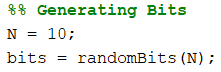 %% Generating Bits
N = 10;
bits = randomBits(N);